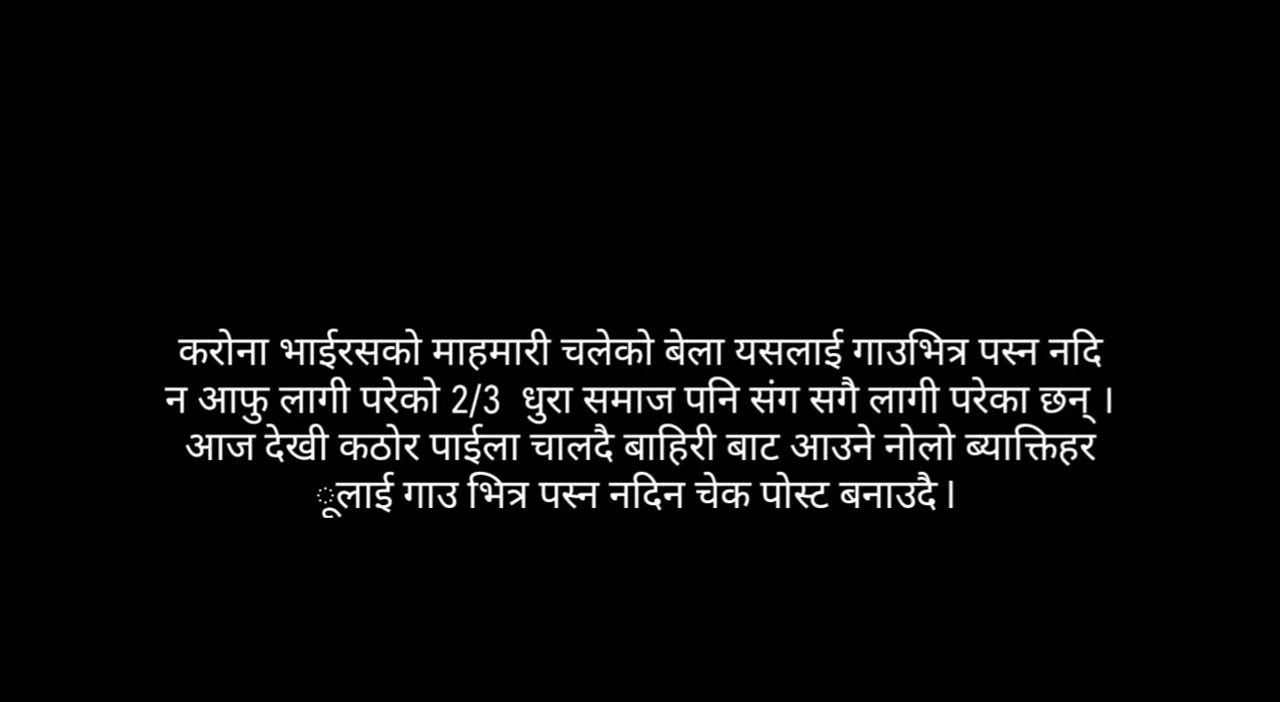 करोना भाईरसको माहमारी चलेको बेला यसलाई गाउभित्र पस्न नदि
न आफु लागी परेको 2/3  धुरा समाज पनि संग सगै लागी परेका छन् ।
आज देखी कठोर पाईला चालदै बाहिरी बाट आउने नोलो ब्याक्तिहर
ूलाई गाउ भित्र पस्न नदिन चेक पोस्ट बनाउदै ।